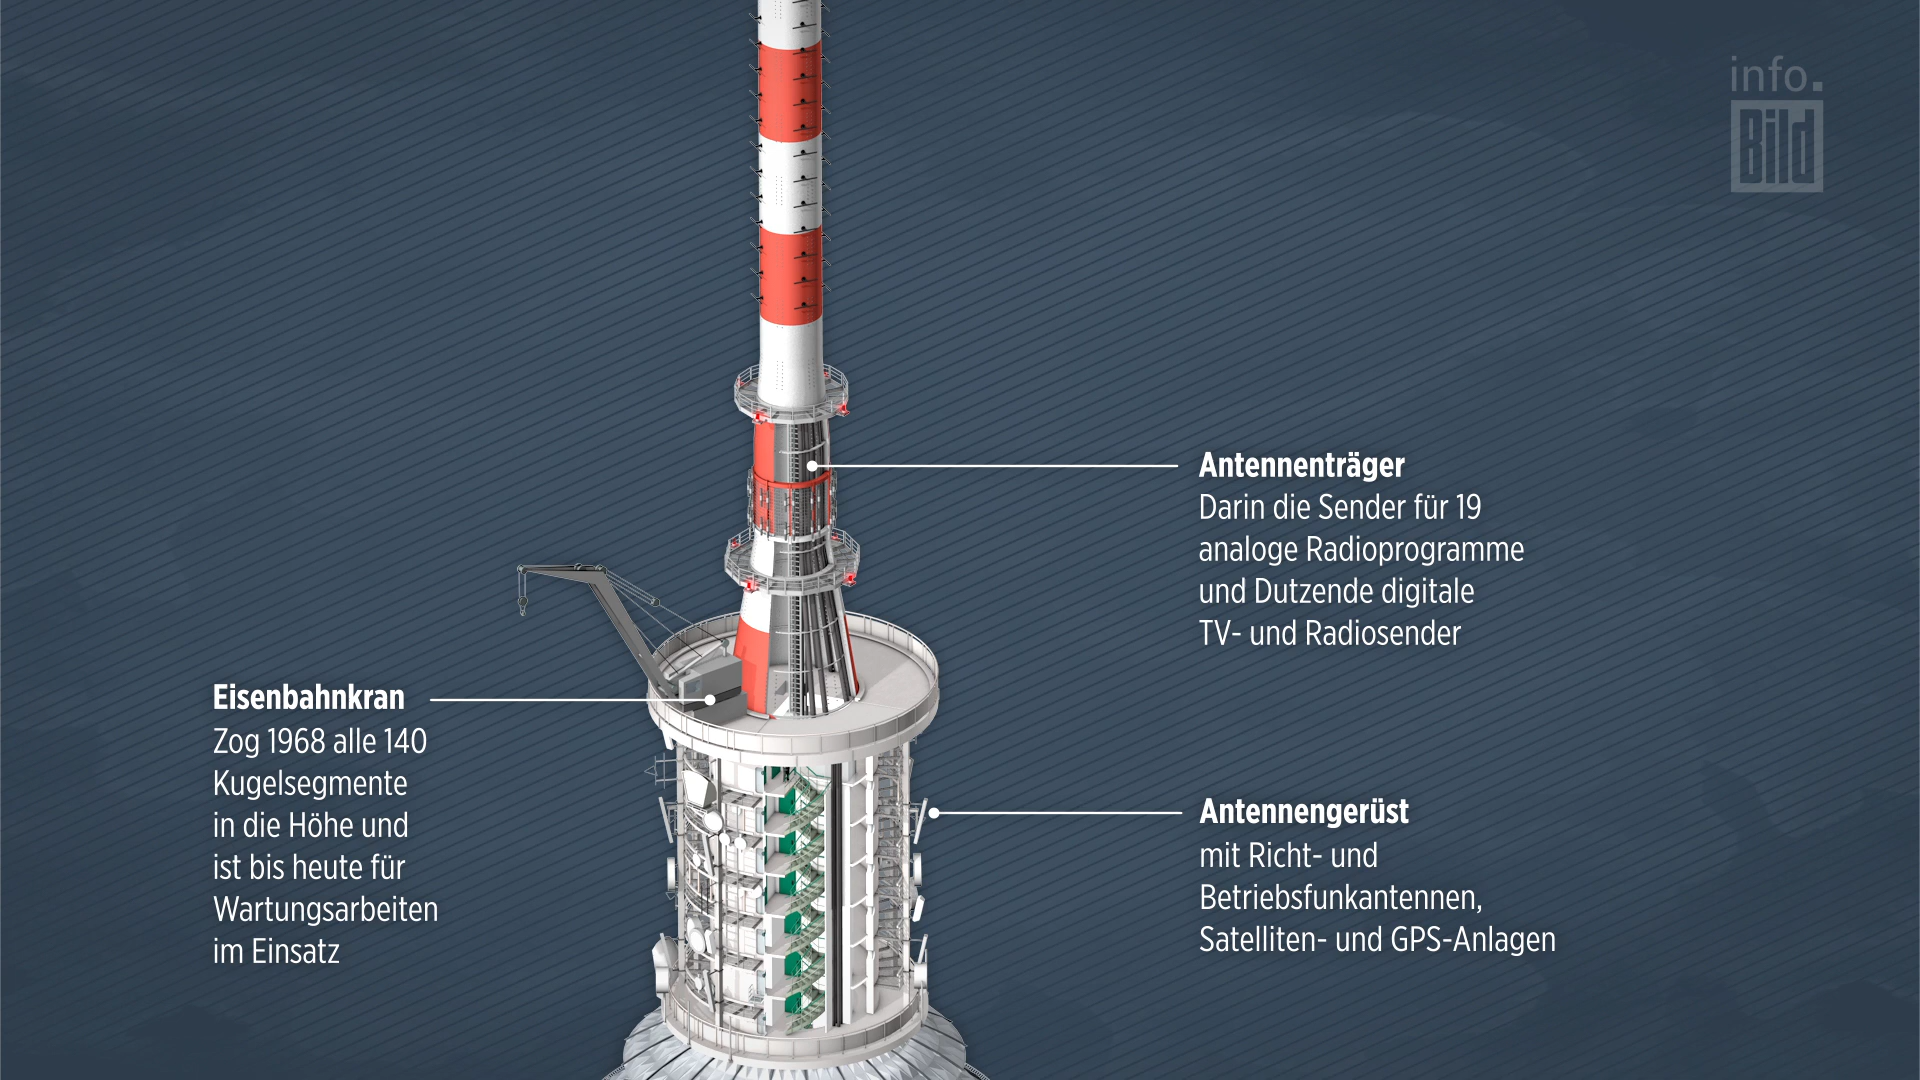 info.
Bild
Antennenträger
Darin die Sender für 19
analoge Radioprogramme
und Dutzende digitale
TV- und Radiosender
Eisenbahnkran
Zog 1968 alle 140
Kugelsegmente
in die Höhe und
ist bis heute für
Wartungsarbeiten
im Einsatz
Antennengerüst
mit Richt- und
Betriebsfunkantennen,
Satelliten- und GPS-Anlagen